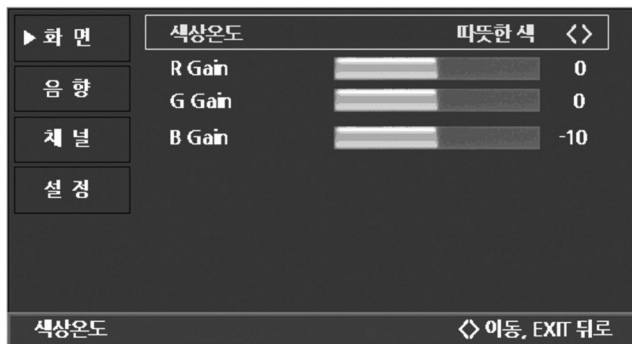 ▶화 면
음 향
채 널
설 정
색상온도 따뜻한 색 <>
R Gain 0
G Gain 0
B Gain -10
색상온도 <> 이동, EXIT 뒤로